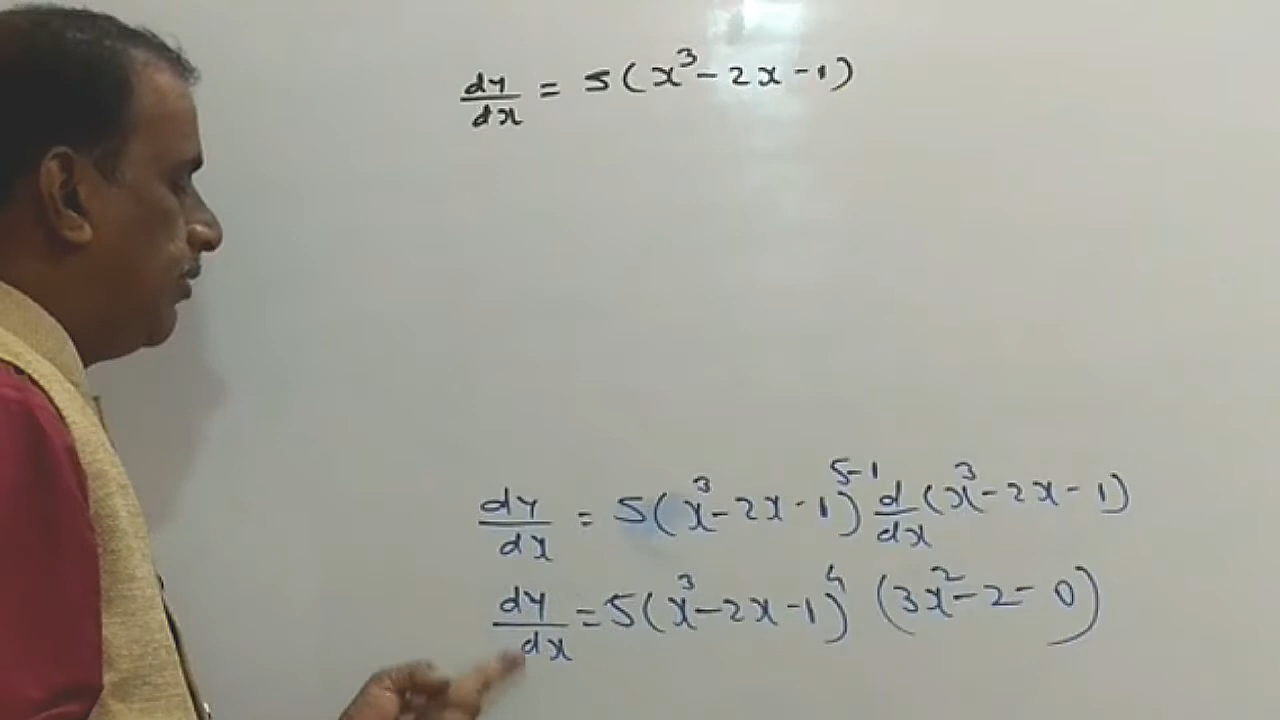 dy/dx = 5(x³-2x-1)
dy/dx = 5(x³-2x-1)⁵⁻¹ d/dx (x³-2x-1)
dy/dx = 5(x³-2x-1)⁴ (3x²-2-0)